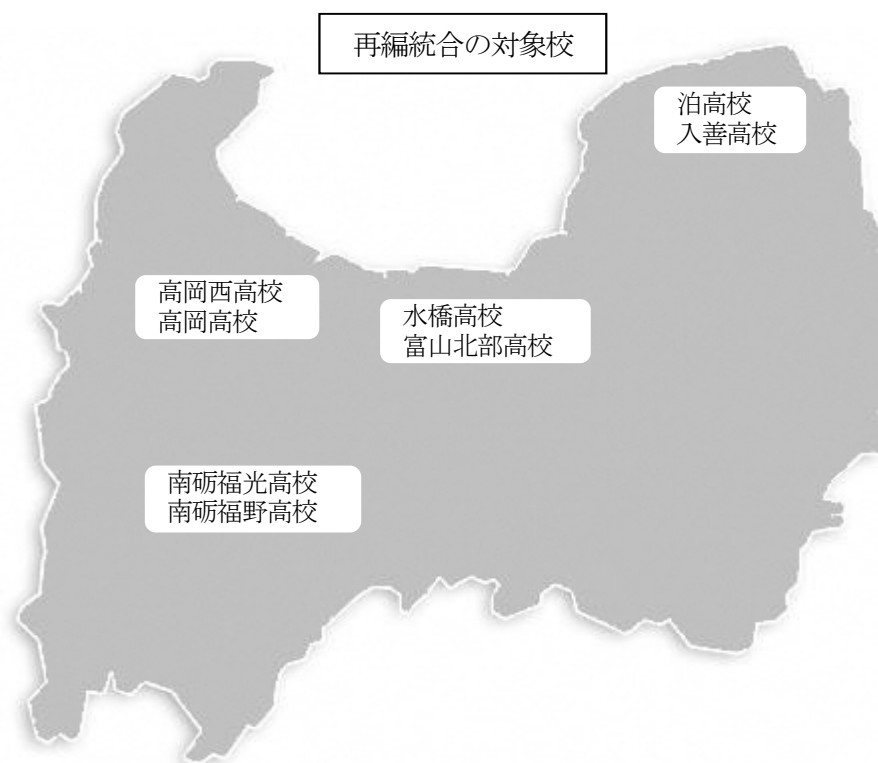 再編統合の対象校
泊高校
入善高校
高岡西高校
高岡高校
水橋高校
富山北部高校
南砺福光高校
南砺福野高校